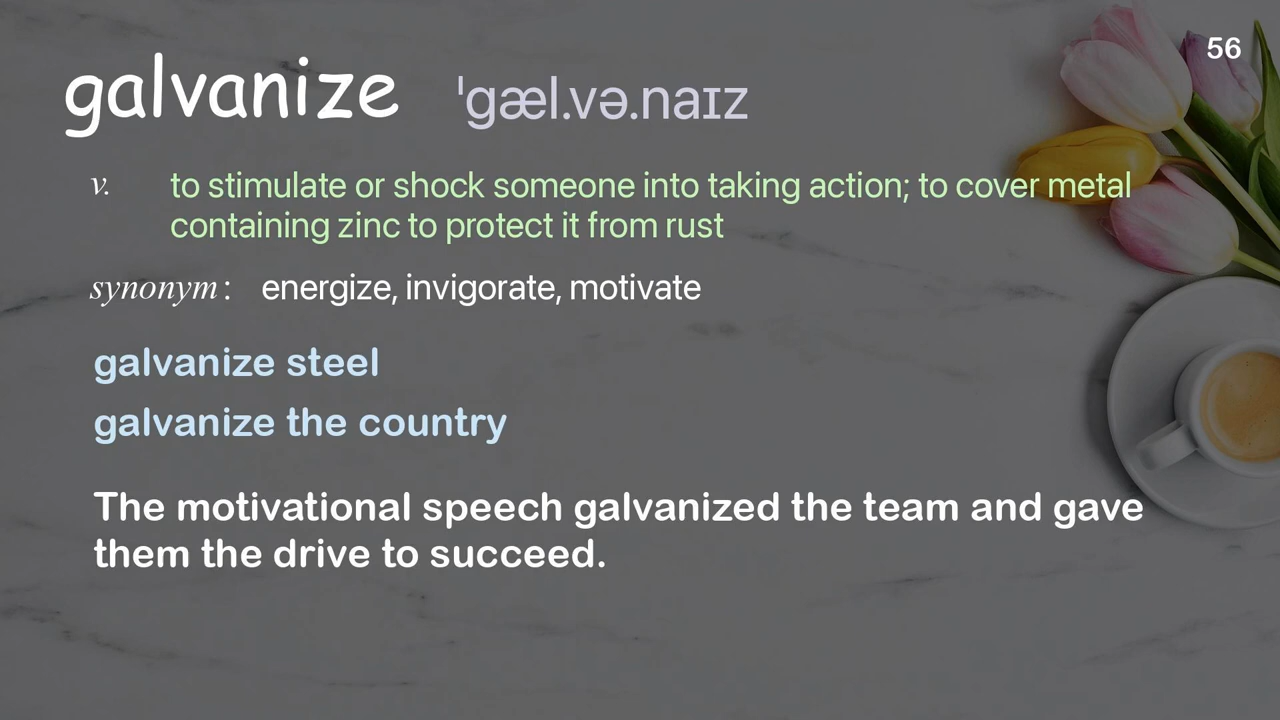 56
galvanize ˈɡæl.və.naɪz
v. to stimulate or shock someone into taking action; to cover metal
containing zinc to protect it from rust
synonym: energize, invigorate, motivate
galvanize steel
galvanize the country
The motivational speech galvanized the team and gave
them the drive to succeed.